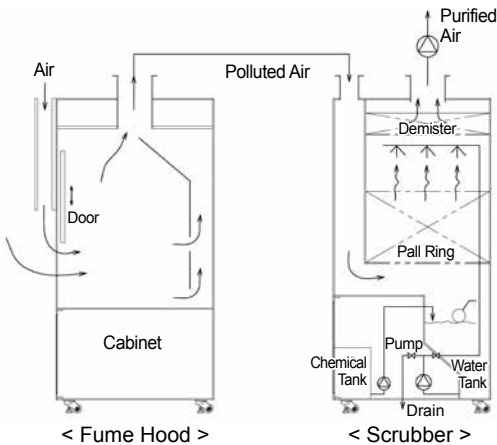 Purified
Air
Air
Polluted Air
Demister
Door
Pall Ring
Cabinet
Pump
Chemical
Tank
Water
Tank
Drain
< Fume Hood >
< Scrubber >